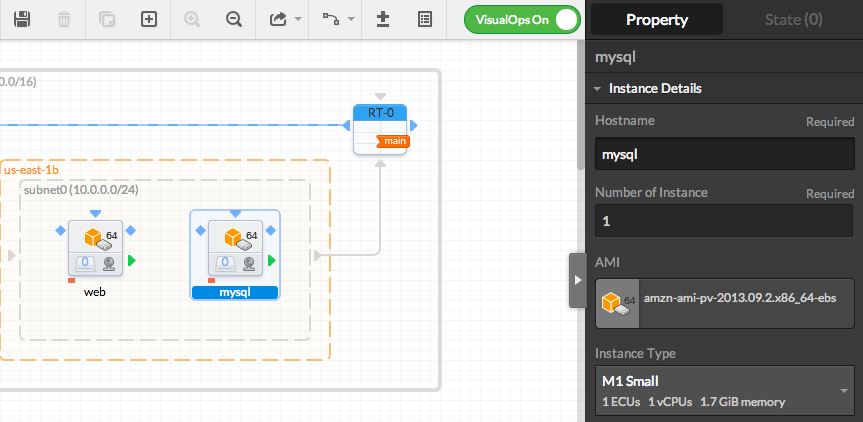 VisualOps On
Property
State (0)
mysql
Instance Details
Hostname
Required
mysql
Number of Instance
Required
1
AMI
64
amzn-ami-pv-2013.09.2.x86_64-ebs
Instance Type
M1 Small
1 ECUs 1 vCPUs 1.7 GiB memory
0.0/16)
RT-0
main
us-east-1b
subnet0 (10.0.0.0/24)
64
0
web
64
0
mysql